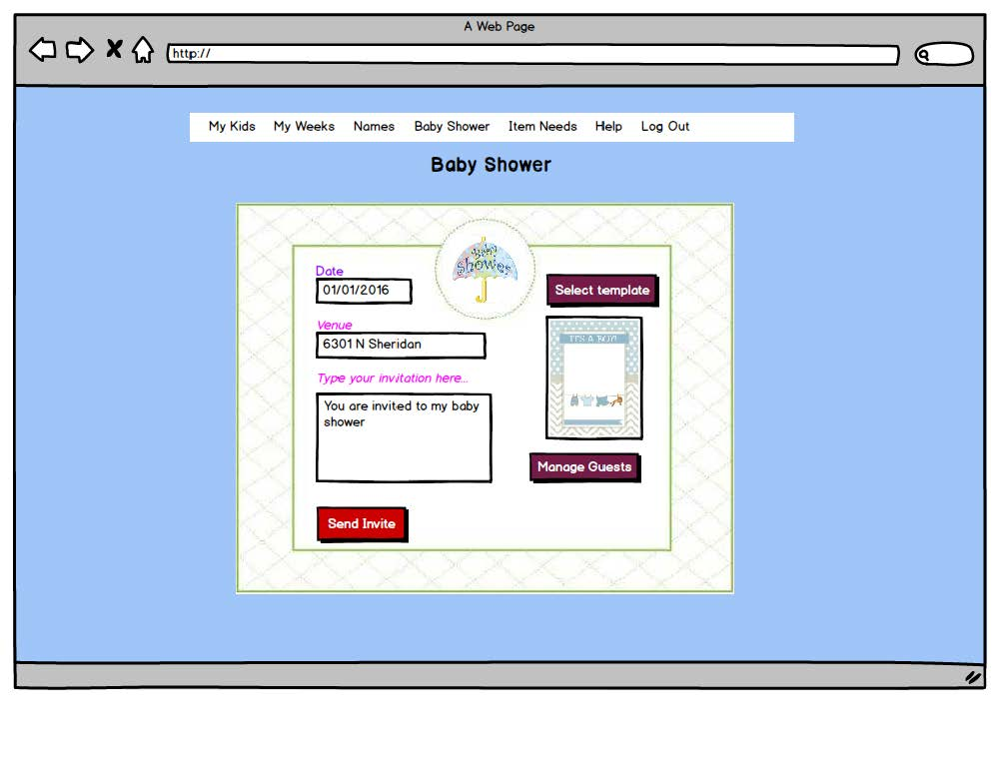 A Web Page
http://
My Kids My Weeks Names Baby Shower Item Needs Help Log Out
Baby Shower
Baby
Shower
Date
01/01/2016
Select template
Venue
6301 N Sheridan
IT'S A BOY!
Type your invitation here...
You are invited to my baby
shower
Manage Guests
Send Invite